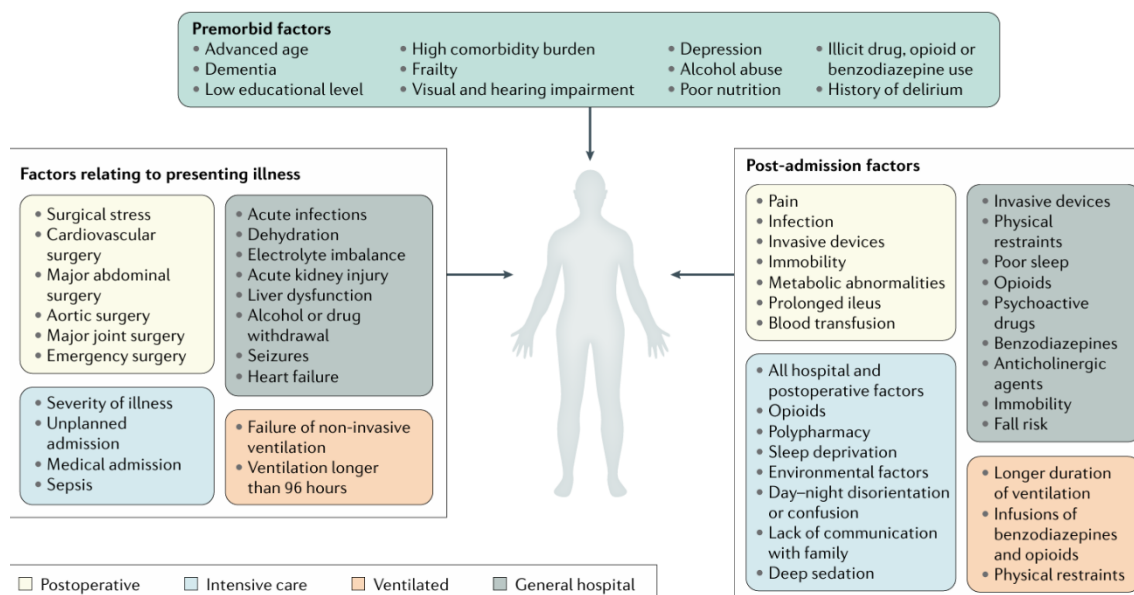 Premorbid factors
• Advanced age
• Dementia
• Low educational level
• High comorbidity burden
• Frailty
• Visual and hearing impairment
• Depression
• Alcohol abuse
• Poor nutrition
• Illicit drug, opioid or
benzodiazepine use
• History of delirium
Factors relating to presenting illness
• Surgical stress
• Cardiovascular
surgery
• Major abdominal
surgery
• Aortic surgery
• Major joint surgery
• Emergency surgery
• Acute infections
• Dehydration
• Electrolyte imbalance
• Acute kidney injury
• Liver dysfunction
• Alcohol or drug
withdrawal
• Seizures
• Heart failure
• Severity of illness
• Unplanned
admission
• Medical admission
• Sepsis
• Failure of non-invasive
ventilation
• Ventilation longer
than 96 hours
Post-admission factors
• Pain
• Infection
• Invasive devices
• Immobility
• Metabolic abnormalities
• Prolonged ileus
• Blood transfusion
• Invasive devices
• Physical
restraints
• Poor sleep
• Opioids
• Psychoactive
drugs
• Benzodiazepines
• Anticholinergic
agents
• Immobility
• Fall risk
• All hospital and
postoperative factors
• Opioids
• Polypharmacy
• Sleep deprivation
• Environmental factors
• Day–night disorientation
or confusion
• Lack of communication
with family
• Deep sedation
• Longer duration
of ventilation
• Infusions of
benzodiazepines
and opioids
• Physical restraints
Postoperative
Intensive care
Ventilated
General hospital